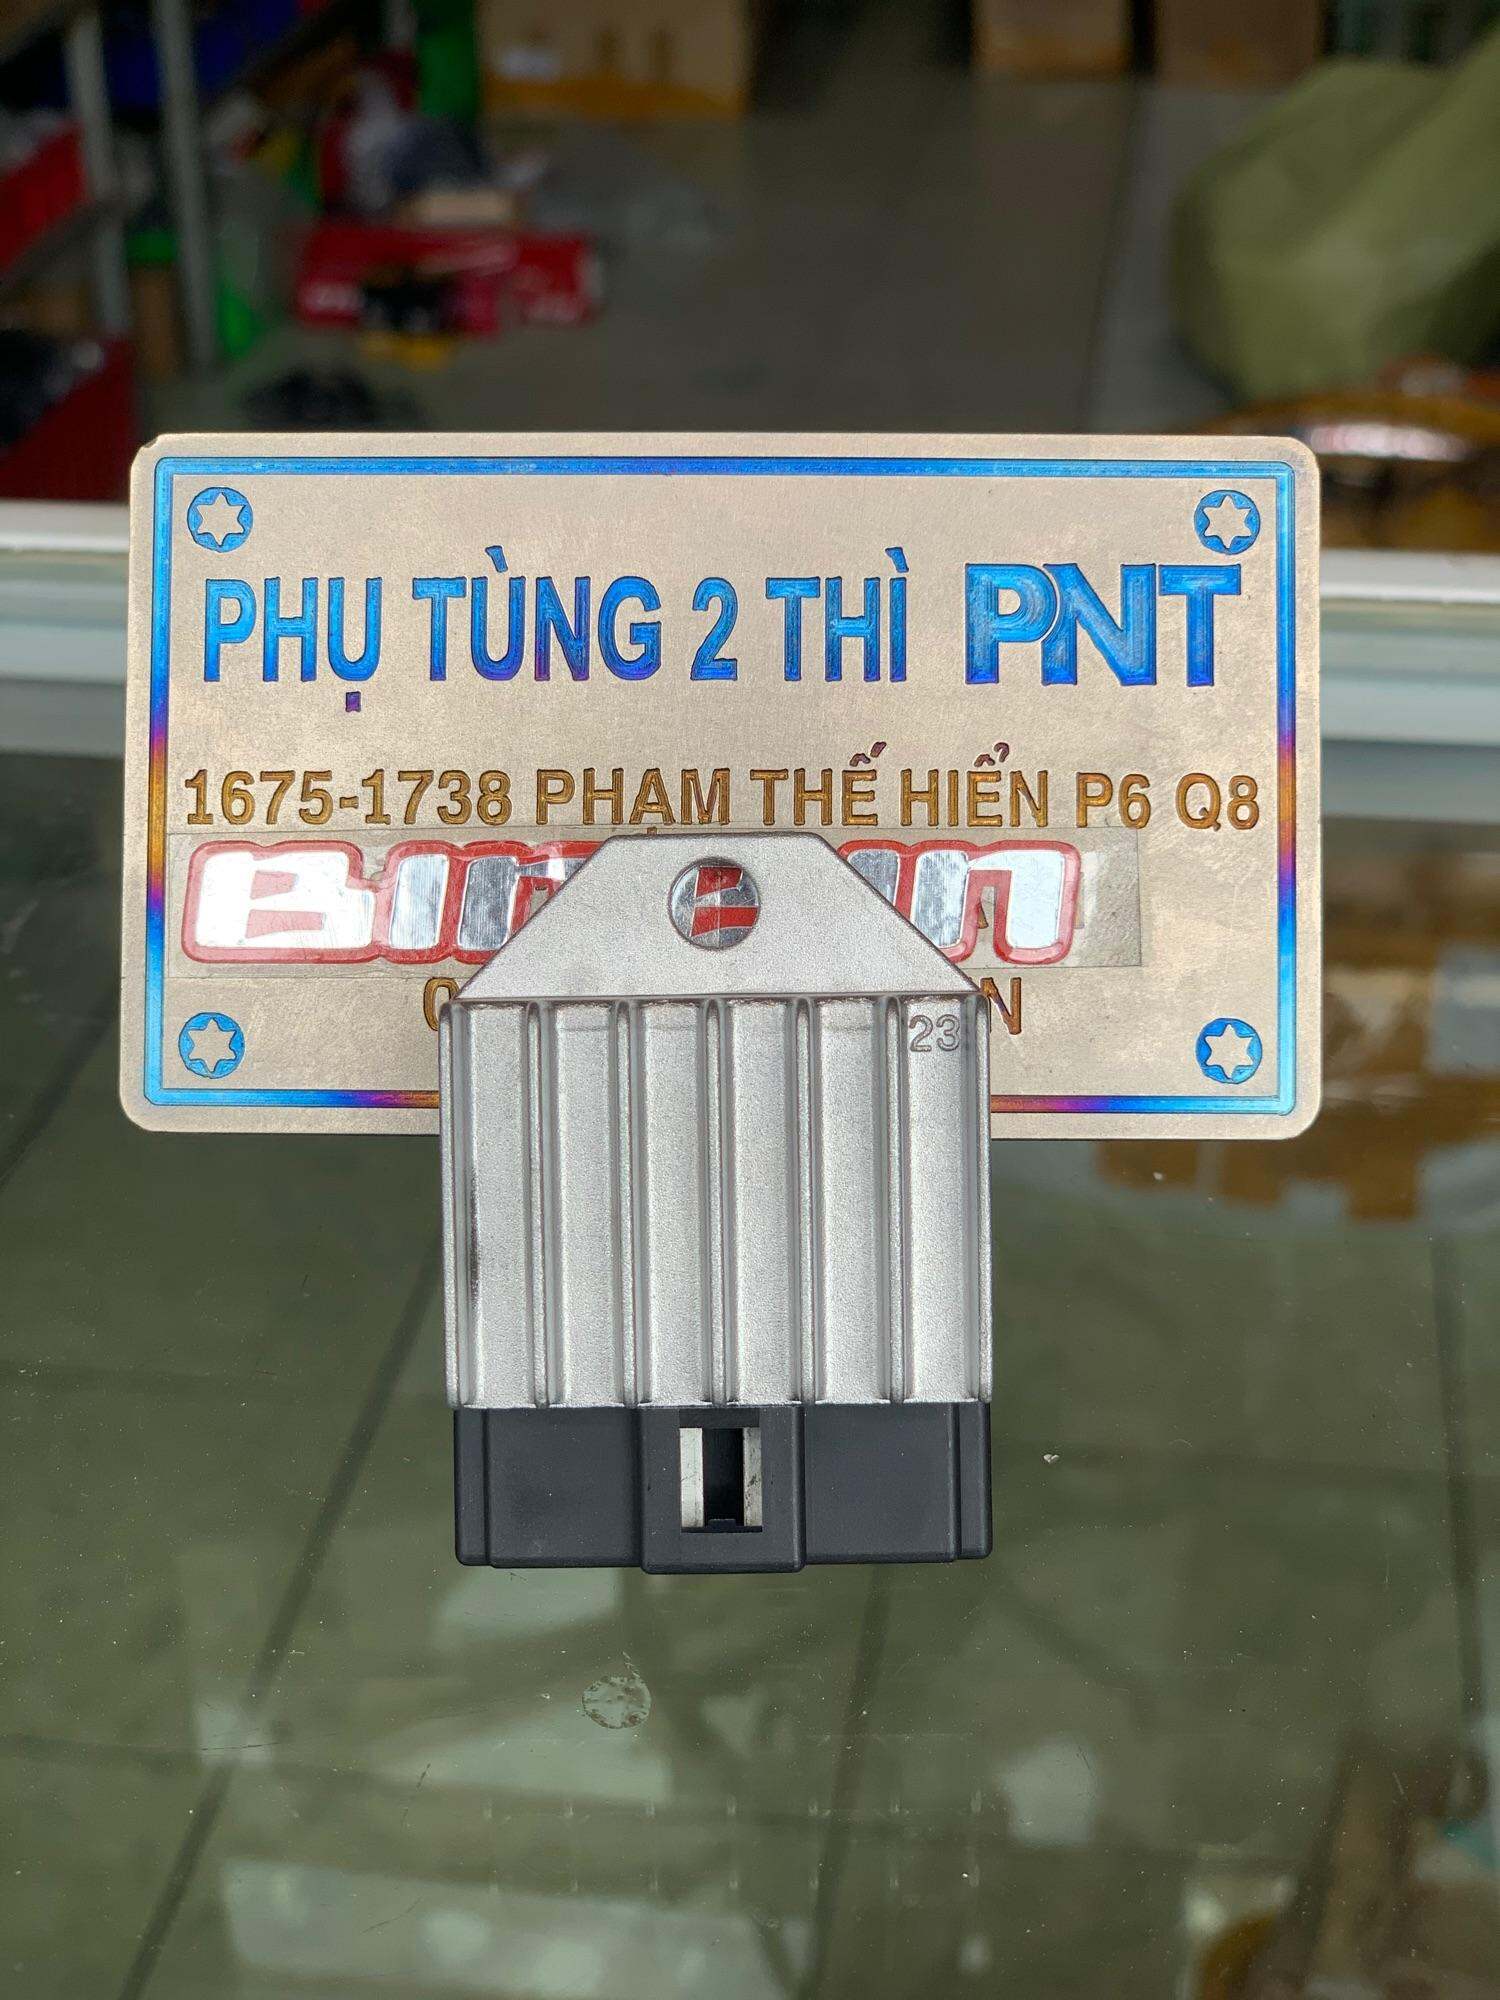 PHỤ TÙNG 2 THÌ PNT
1675-1738 PHẠM THẾ HIỂN P6 Q8
23